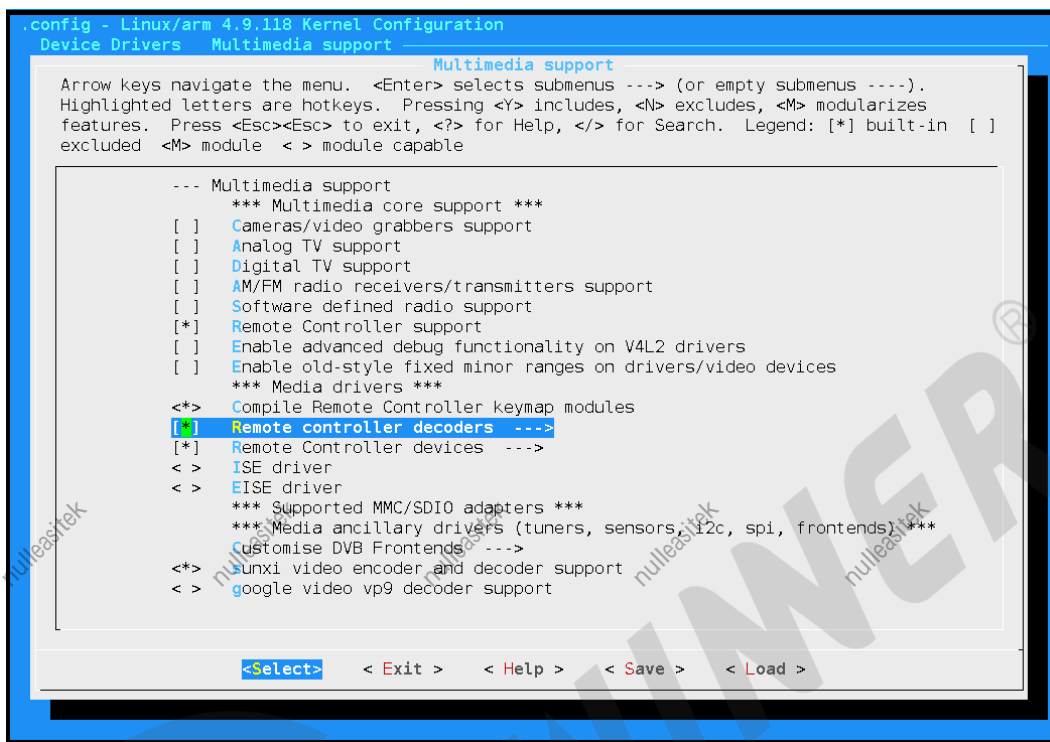 .config - Linux/arm 4.9.118 Kernel Configuration
Device Drivers Multimedia support
Multimedia support
Arrow keys navigate the menu. <Enter> selects submenus ---> (or empty submenus ----).
Highlighted letters are hotkeys. Pressing <Y> includes, <N> excludes, <M> modularizes
features. Press <Esc><Esc> to exit, <?> for Help, </> for Search. Legend: [*] built-in [ ]
excluded <M> module < > module capable
--- Multimedia support
*** Multimedia core support ***
[ ] Cameras/video grabbers support
[ ] Analog TV support
[ ] Digital TV support
[ ] AM/FM radio receivers/transmitters support
[ ] Software defined radio support
[*] Remote Controller support
[ ] Enable advanced debug functionality on V4L2 drivers
[ ] Enable old-style fixed minor ranges on drivers/video devices
*** Media drivers ***
<*> Compile Remote Controller keymap modules
[*] Remote controller decoders --->
[*] Remote Controller devices --->
< > ISE driver
< > EISE driver
*** Supported MMC/SDIO adapters ***
*** Media ancillary drivers (tuners, sensors, i2c, spi, frontends) ***
Customise DVB Frontends --->
<*> sunxi video encoder and decoder support
< > google video vp9 decoder support
<Select> < Exit > < Help > < Save > < Load >
nulleasitek nulleasitek nulleasitek nulleasitek
WINNER®